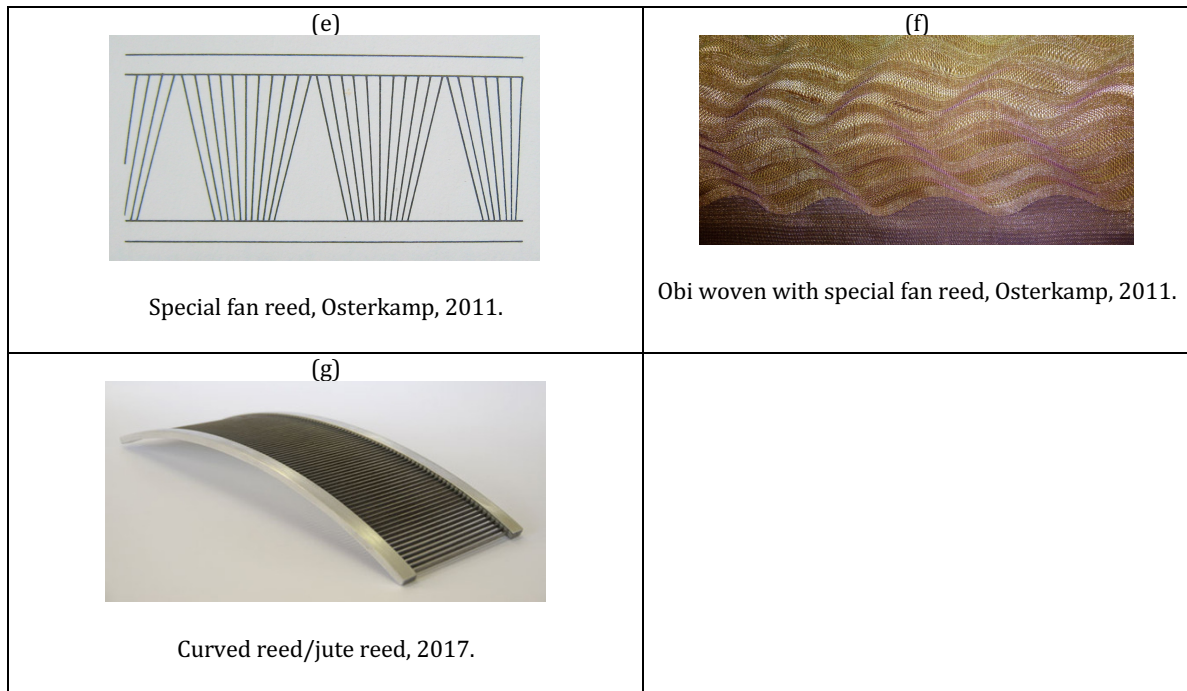 (e)
Special fan reed, Osterkamp, 2011.
(f)
Obi woven with special fan reed, Osterkamp, 2011.
(g)
Curved reed/jute reed, 2017.